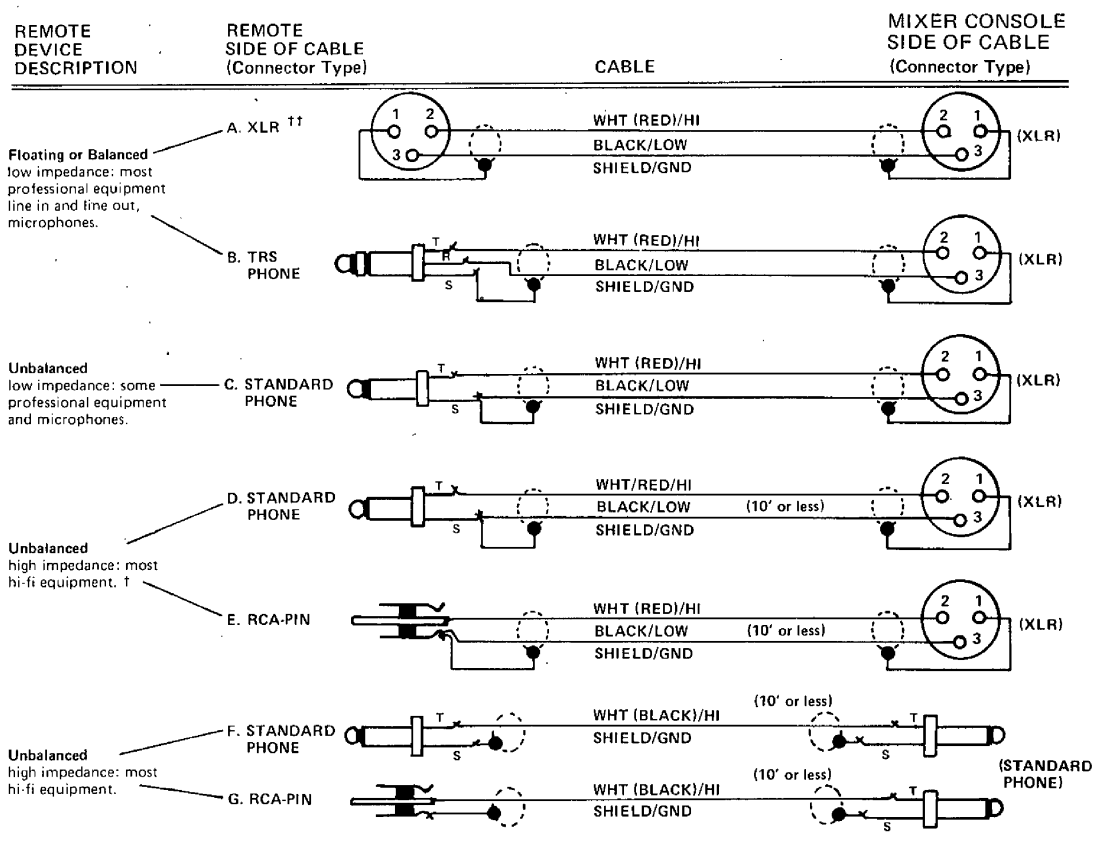 REMOTE DEVICE DESCRIPTION
REMOTE SIDE OF CABLE (Connector Type)
CABLE
MIXER CONSOLE SIDE OF CABLE (Connector Type)
Floating or Balanced
low impedance: most
professional equipment
line in and line out,
microphones.
A. XLR ††
1 2
3
WHT (RED)/HI
BLACK/LOW
SHIELD/GND
2 1
3
(XLR)
B. TRS
PHONE
T
R
S
WHT (RED)/HI
BLACK/LOW
SHIELD/GND
2 1
3
(XLR)
Unbalanced
low impedance: some
professional equipment
and microphones.
C. STANDARD
PHONE
T
S
WHT (RED)/HI
BLACK/LOW
SHIELD/GND
2 1
3
(XLR)
Unbalanced
high impedance: most
hi-fi equipment. †
D. STANDARD
PHONE
T
S
WHT/RED/HI
BLACK/LOW (10' or less)
SHIELD/GND
2 1
3
(XLR)
E. RCA-PIN
WHT (RED)/HI
BLACK/LOW (10' or less)
SHIELD/GND
2 1
3
(XLR)
Unbalanced
high impedance: most
hi-fi equipment.
F. STANDARD
PHONE
T
S
(10' or less)
WHT (BLACK)/HI
SHIELD/GND
T
S
(STANDARD
PHONE)
G. RCA-PIN
(10' or less)
WHT (BLACK)/HI
SHIELD/GND
T
S